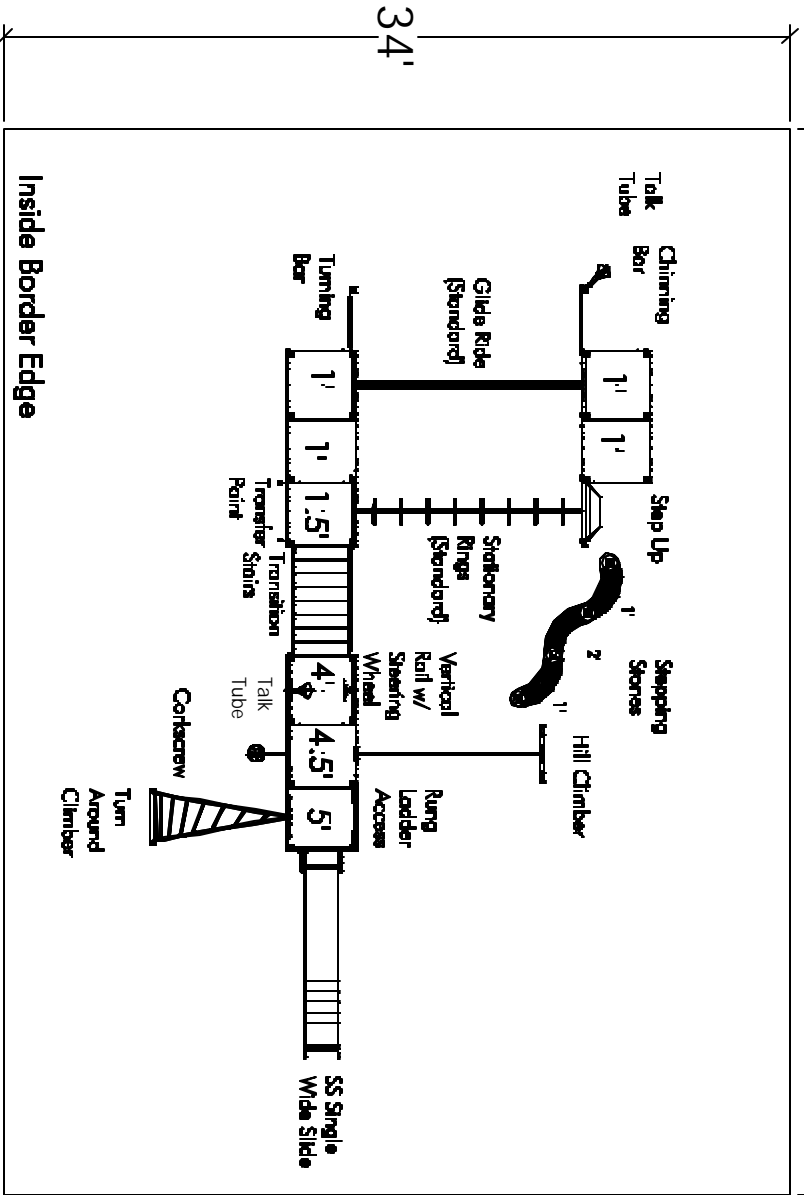 Talk
Tube
Chinning
Bar
Step Up
Stepping
Stones
1'
2'
1'
Hill Climber
1'
1'
Glide Ride
(Standard)
Stationary
Rings
(Standard)
Vertical
Rail w/
Steering
Wheel
Rung
Ladder
Access
Turning
Bar
1'
1'
1.5'
4'
4.5'
5'
SS Single
Wide Slide
Transfer
Point
Transition
Stairs
Talk
Tube
Corkscrew
Turn
Around
Climber
Inside Border Edge
34'